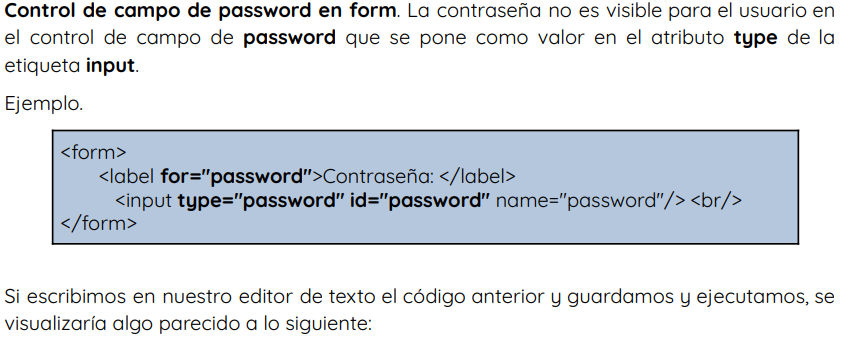 Control de campo de password en form. La contraseña no es visible para el usuario en
el control de campo de password que se pone como valor en el atributo type de la
etiqueta input.
Ejemplo.
<form>
<label for="password">Contraseña: </label>
<input type="password" id="password" name="password"/> <br/>
</form>
Si escribimos en nuestro editor de texto el código anterior y guardamos y ejecutamos, se
visualizaría algo parecido a lo siguiente: